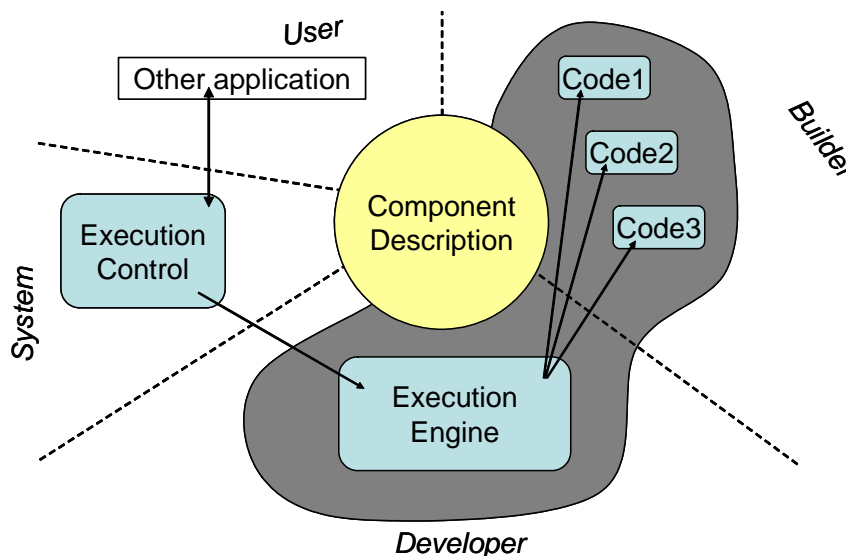 User
Other application
Code1
Builder
Code2
Component
Description
Code3
Execution
Control
System
Execution
Engine
Developer